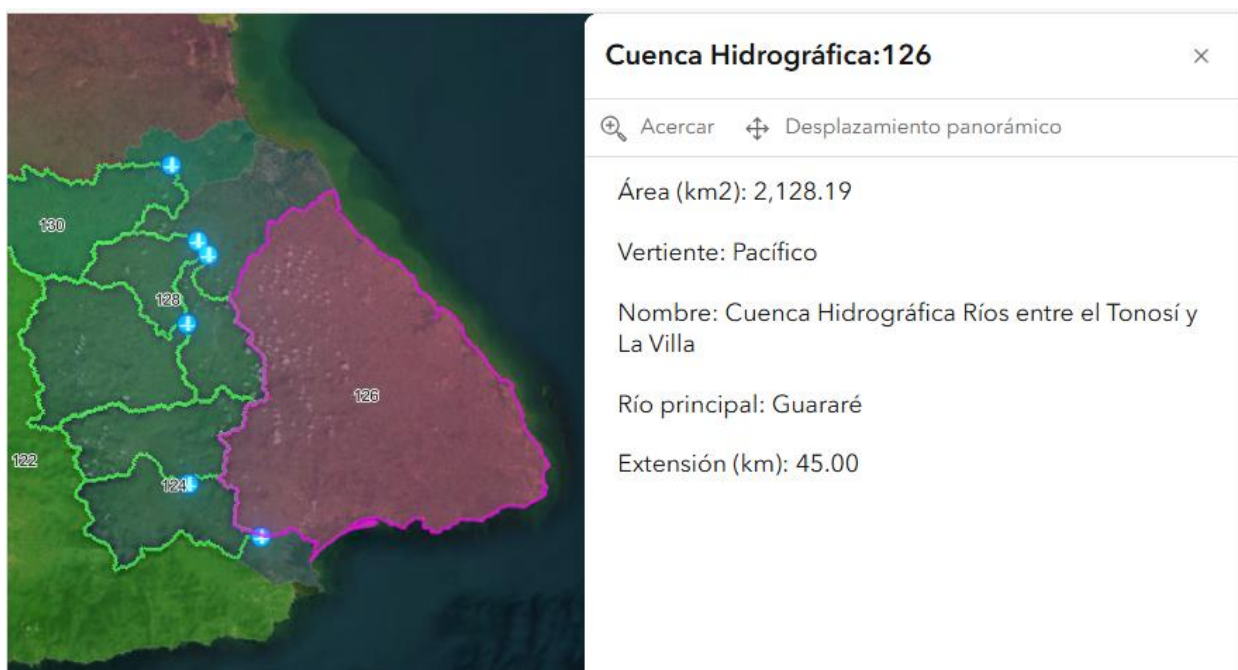 Cuenca Hidrográfica:126
Acercar
Desplazamiento panorámico
Área (km2): 2,128.19
Vertiente: Pacífico
Nombre: Cuenca Hidrográfica Ríos entre el Tonosí y
La Villa
Río principal: Guararé
Extensión (km): 45.00
130
128
126
122
124